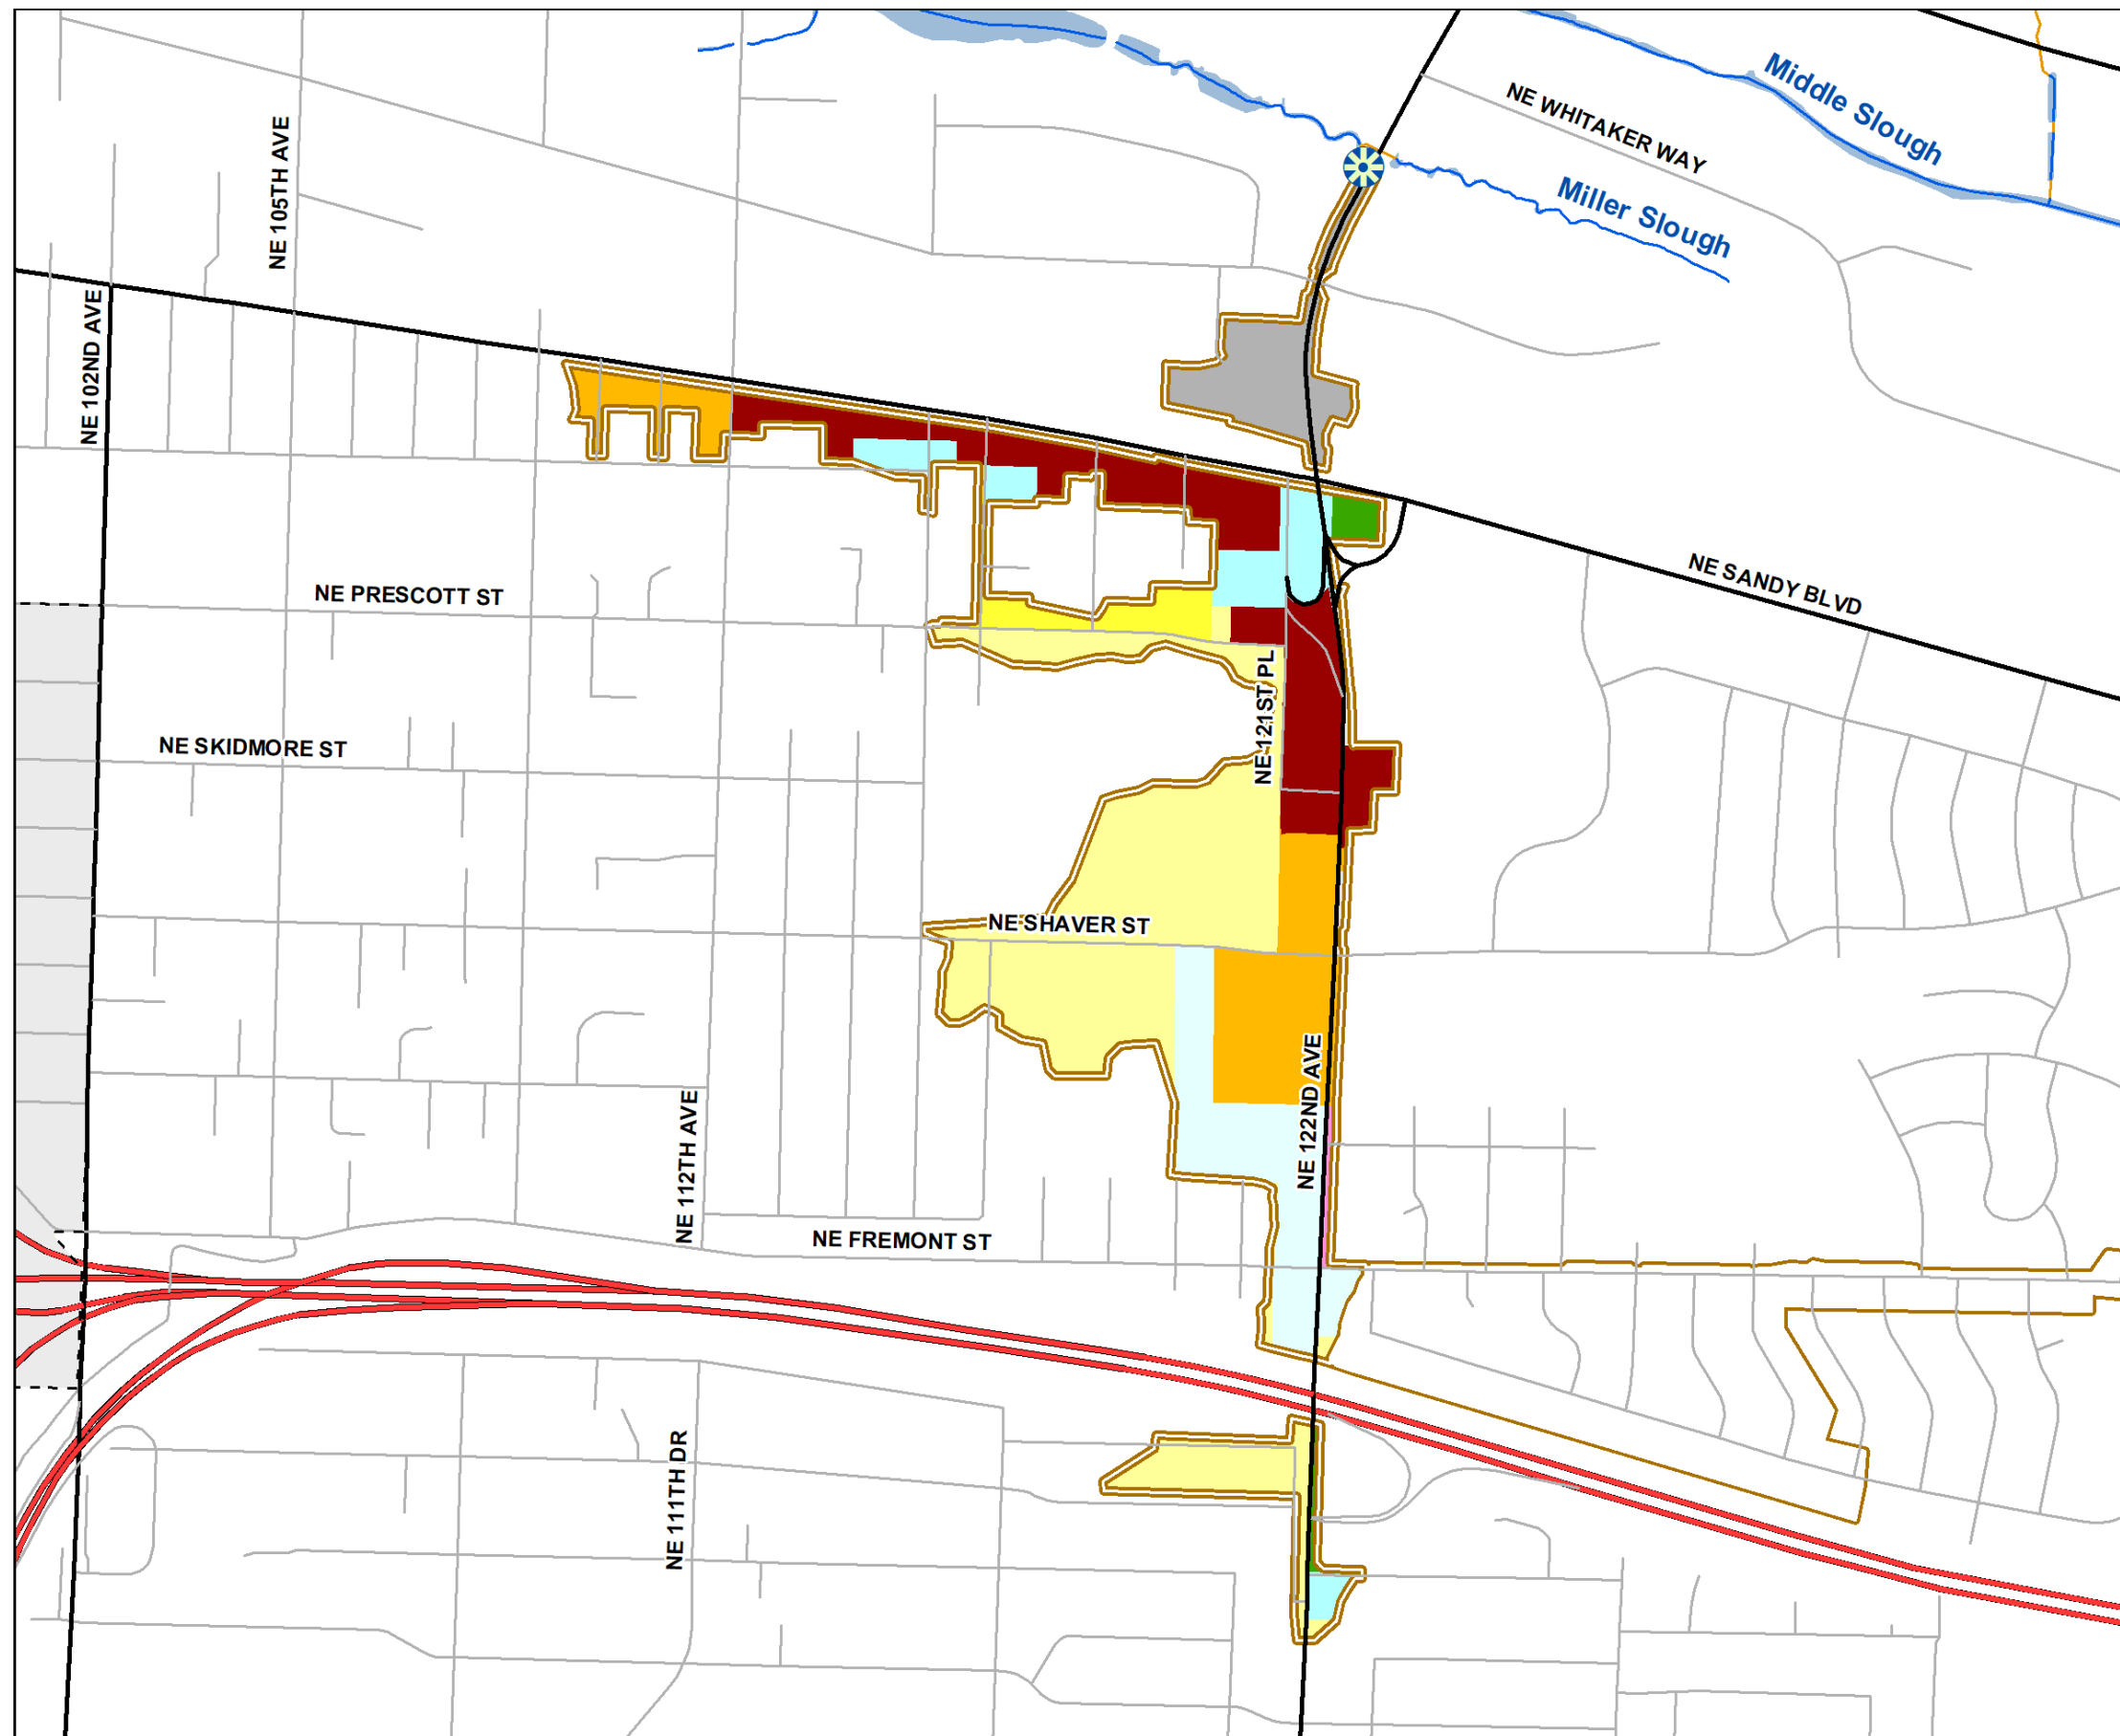 Middle Slough
NE WHITAKER WAY
NE 105TH AVE
Miller Slough
NE 102ND AVE
NE SANDY BLVD
NE PRESCOTT ST
NE 121ST PL
NE SKIDMORE ST
NE SHAVER ST
NE 122ND AVE
NE 112TH AVE
NE FREMONT ST
NE 111TH DR